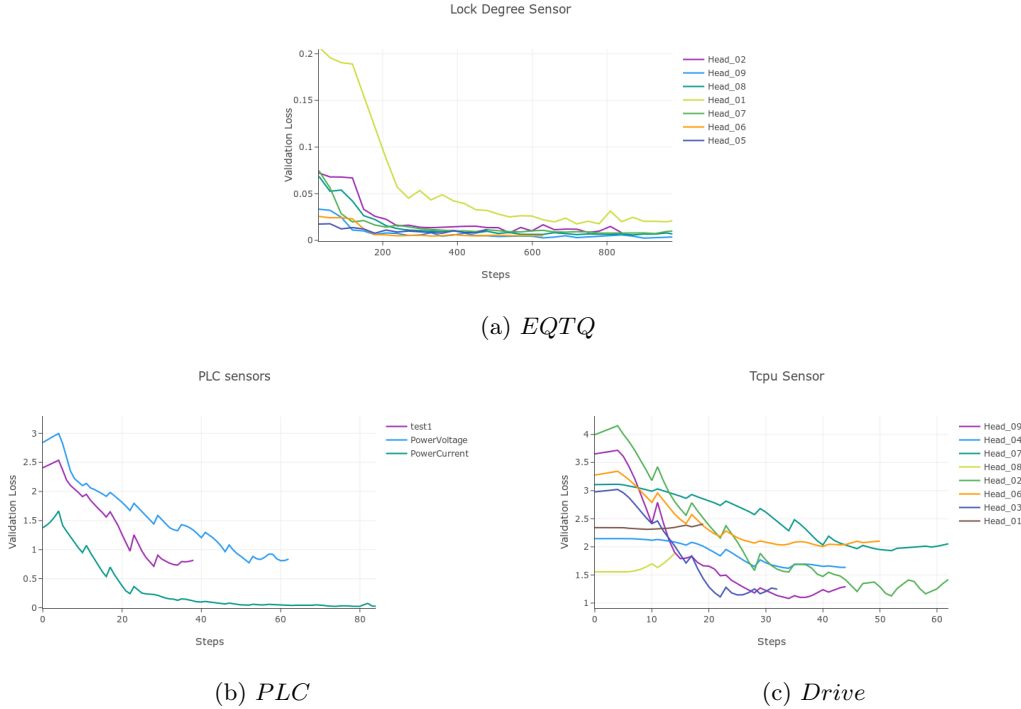 Lock Degree Sensor
Validation Loss
0.2
0.15
0.1
0.05
0
200
400
600
800
Steps
Head_02
Head_09
Head_08
Head_01
Head_07
Head_06
Head_05
(a) EQTQ
PLC sensors
Validation Loss
3
2.5
2
1.5
1
0.5
0
0
20
40
60
80
Steps
test1
PowerVoltage
PowerCurrent
(b) PLC
Tcpu Sensor
Validation Loss
4
3.5
3
2.5
2
1.5
1
0
10
20
30
40
50
60
Steps
Head_09
Head_04
Head_07
Head_08
Head_02
Head_06
Head_03
Head_01
(c) Drive